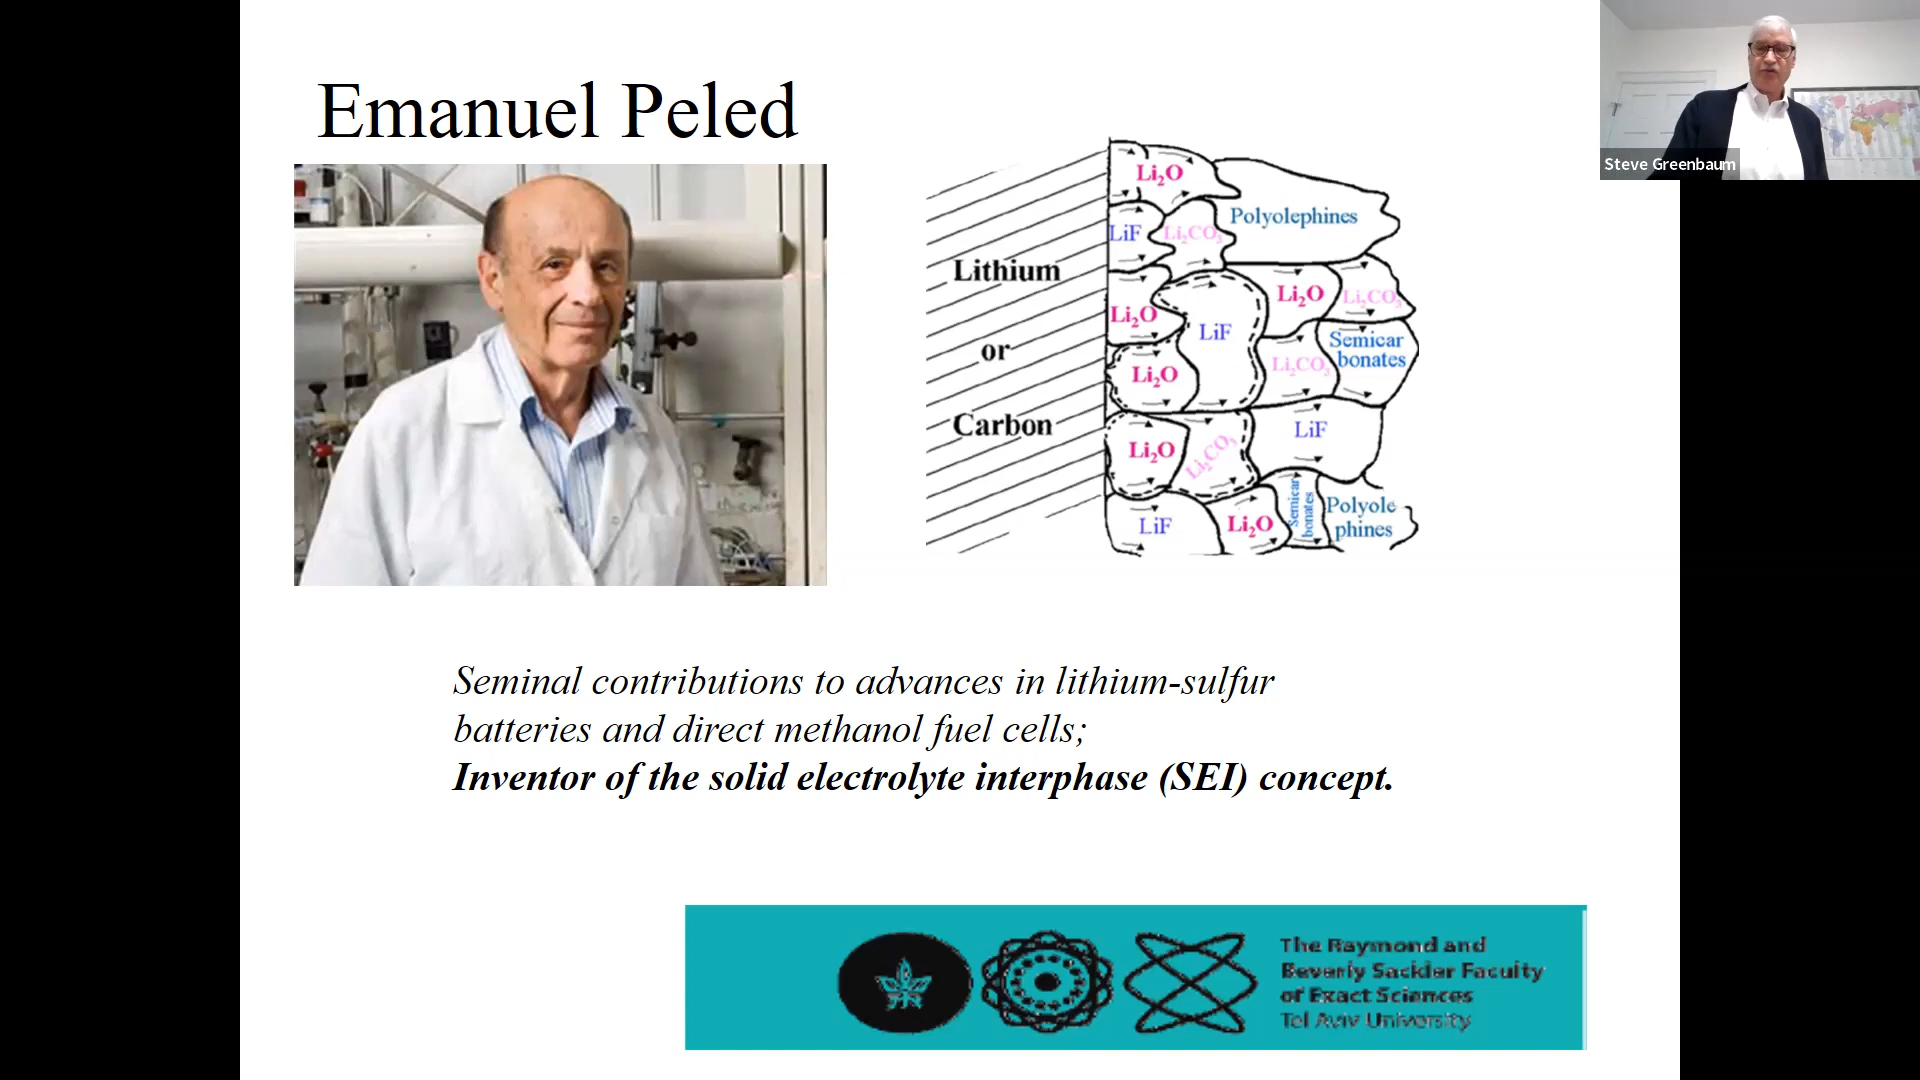 Emanuel Peled
Steve Greenbaum
Lithium
or
Carbon
Li₂O
Polyolephines
LiF
Li₂CO₃
Li₂O
Li₂CO₃
Li₂O
LiF
Semicar
bonates
Li₂CO₃
Li₂O
LiF
Li₂O
Li₂CO₃
Semicar
bonates
Polyole
phines
LiF
Li₂O
Seminal contributions to advances in lithium-sulfur
batteries and direct methanol fuel cells;
Inventor of the solid electrolyte interphase (SEI) concept.
The Raymond and
Beverly Sackler Faculty
of Exact Sciences
Tel Aviv University